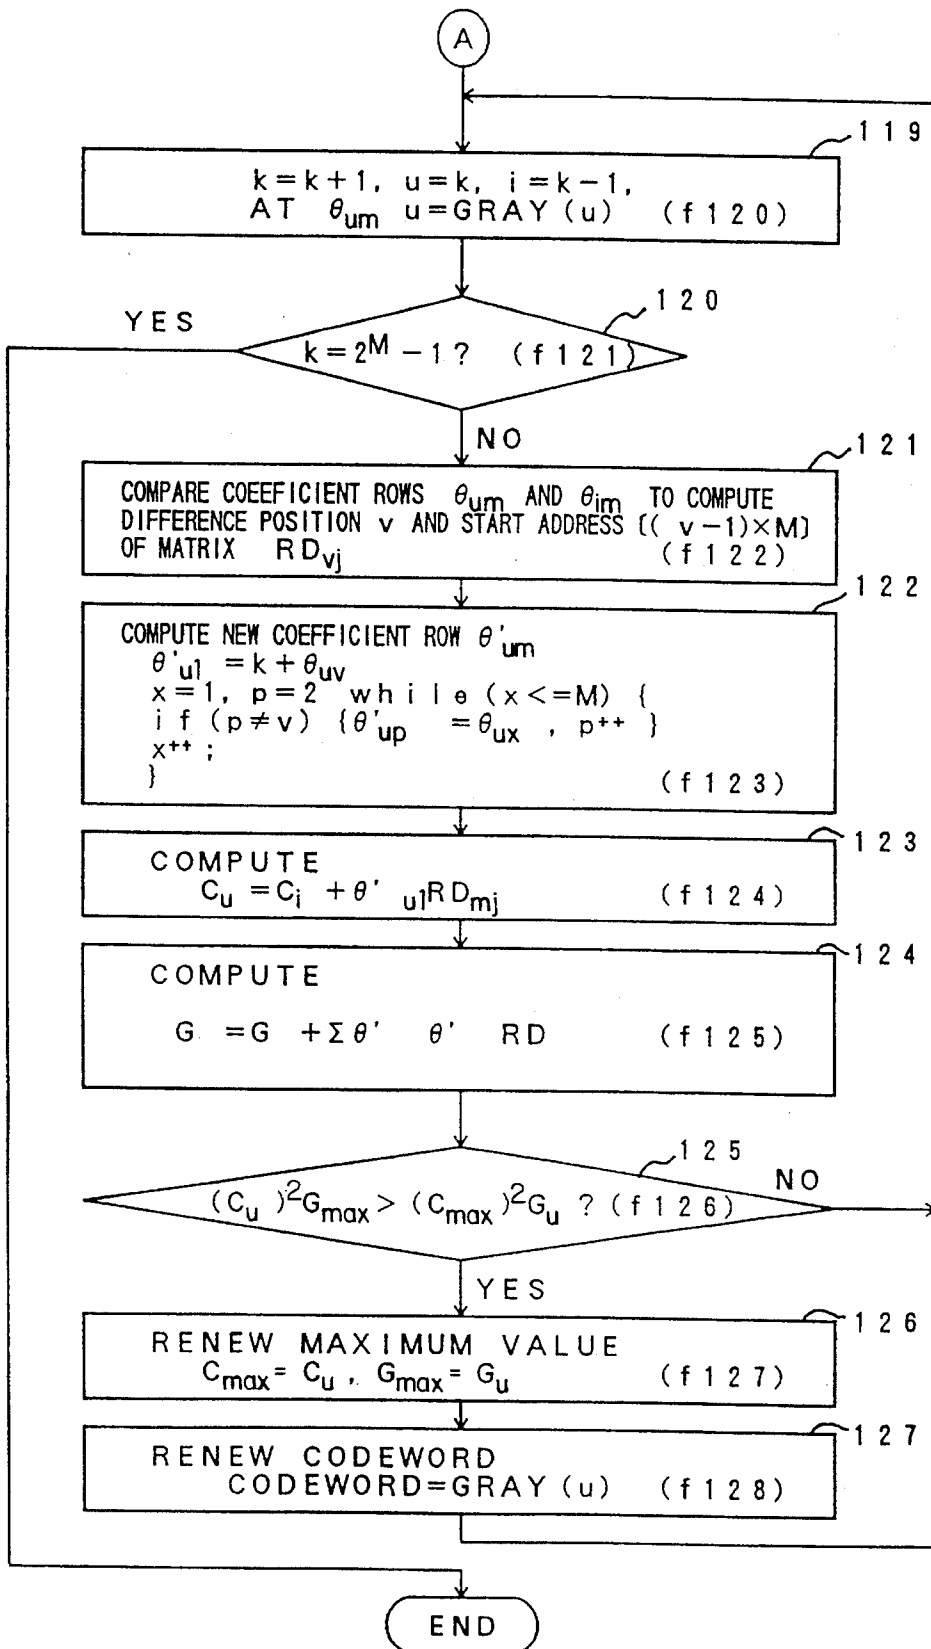 A
119
k=k+1, u=k, i=k-1,
AT θum u=GRAY(u) (f120)
120
YES
k=2^M-1? (f121)
NO
121
COMPARE COEEFICIENT ROWS θum AND θim TO COMPUTE
DIFFERENCE POSITION v AND START ADDRESS [(v-1)×M]
OF MATRIX RDvj (f122)
122
COMPUTE NEW COEFFICIENT ROW θ'um
θ'u1 = k+θuv
x=1, p=2 while (x<=M) {
if (p≠v) {θ'up =θux, p++ }
x++;
} (f123)
123
COMPUTE
Cu =Ci +θ' u1RDmj (f124)
124
COMPUTE
G =G +Σθ' θ' RD (f125)
125
NO
(Cu)²Gmax > (Cmax)²Gu ? (f126)
YES
126
RENEW MAXIMUM VALUE
Cmax= Cu, Gmax= Gu (f127)
127
RENEW CODEWORD
CODEWORD=GRAY(u) (f128)
END